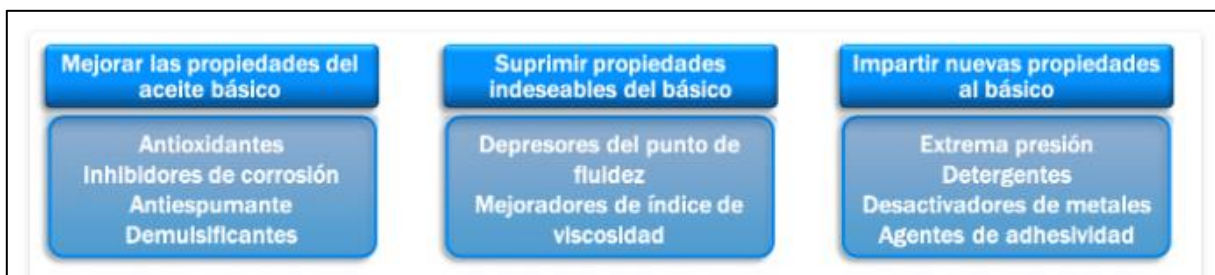 Mejorar las propiedades del
aceite básico
Antioxidantes
Inhibidores de corrosión
Antiespumante
Demulsificantes
Suprimir propiedades
indeseables del básico
Depresores del punto de
fluidez
Mejoradores de índice de
viscosidad
Impartir nuevas propiedades
al básico
Extrema presión
Detergentes
Desactivadores de metales
Agentes de adhesividad